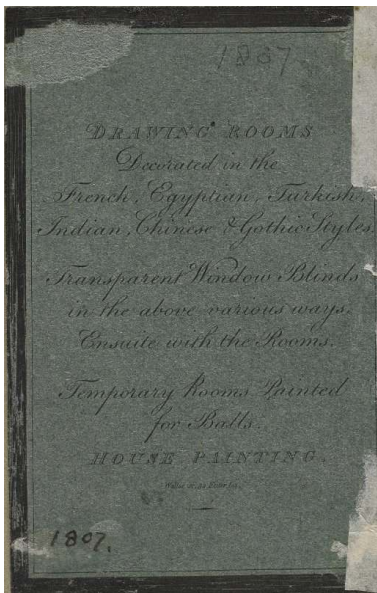 1807
DRAWING ROOMS
Decorated in the
French, Egyptian, Turkish,
Indian, Chinese & Gothic Styles.
Transparent Window Blinds
in the above various ways.
Ensuite with the Rooms.
Temporary Rooms Painted
for Balls.
HOUSE PAINTING.
1807.